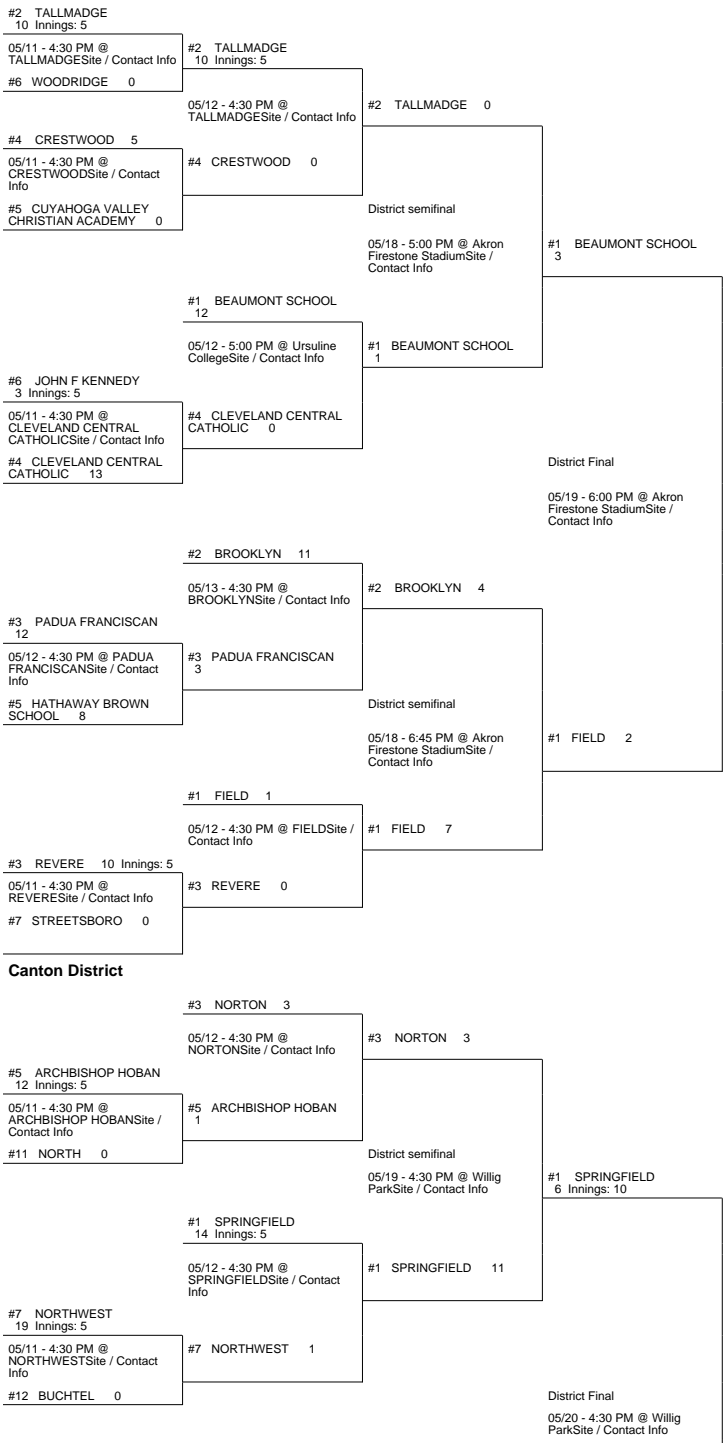 #2 TALLMADGE
10 Innings: 5
05/11 - 4:30 PM @
TALLMADGESite / Contact Info
#6 WOODRIDGE 0
#2 TALLMADGE
10 Innings: 5
05/12 - 4:30 PM @
TALLMADGESite / Contact Info
#2 TALLMADGE 0
#4 CRESTWOOD 5
05/11 - 4:30 PM @
CRESTWOODSite / Contact
Info
#5 CUYAHOGA VALLEY
CHRISTIAN ACADEMY 0
#4 CRESTWOOD 0
District semifinal
05/18 - 5:00 PM @ Akron
Firestone StadiumSite /
Contact Info
#1 BEAUMONT SCHOOL
3
#1 BEAUMONT SCHOOL
12
05/12 - 5:00 PM @ Ursuline
CollegeSite / Contact Info
#1 BEAUMONT SCHOOL
1
#6 JOHN F KENNEDY
3 Innings: 5
05/11 - 4:30 PM @
CLEVELAND CENTRAL
CATHOLICSite / Contact Info
#4 CLEVELAND CENTRAL
CATHOLIC 13
#4 CLEVELAND CENTRAL
CATHOLIC 0
District Final
05/19 - 6:00 PM @ Akron
Firestone StadiumSite /
Contact Info
#2 BROOKLYN 11
05/13 - 4:30 PM @
BROOKLYNSite / Contact Info
#2 BROOKLYN 4
#3 PADUA FRANCISCAN
12
05/12 - 4:30 PM @ PADUA
FRANCISCANSite / Contact
Info
#5 HATHAWAY BROWN
SCHOOL 8
#3 PADUA FRANCISCAN
3
District semifinal
05/18 - 6:45 PM @ Akron
Firestone StadiumSite /
Contact Info
#1 FIELD 2
#1 FIELD 1
05/12 - 4:30 PM @ FIELDSite /
Contact Info
#1 FIELD 7
#3 REVERE 10 Innings: 5
05/11 - 4:30 PM @
REVERESite / Contact Info
#7 STREETSBORO 0
#3 REVERE 0
Canton District
#3 NORTON 3
05/12 - 4:30 PM @
NORTONSite / Contact Info
#3 NORTON 3
#5 ARCHBISHOP HOBAN
12 Innings: 5
05/11 - 4:30 PM @
ARCHBISHOP HOBANSite /
Contact Info
#11 NORTH 0
#5 ARCHBISHOP HOBAN
1
District semifinal
05/19 - 4:30 PM @ Willig
ParkSite / Contact Info
#1 SPRINGFIELD
6 Innings: 10
#1 SPRINGFIELD
14 Innings: 5
05/12 - 4:30 PM @
SPRINGFIELDSite / Contact
Info
#1 SPRINGFIELD 11
#7 NORTHWEST
19 Innings: 5
05/11 - 4:30 PM @
NORTHWESTSite / Contact
Info
#12 BUCHTEL 0
#7 NORTHWEST 1
District Final
05/20 - 4:30 PM @ Willig
ParkSite / Contact Info